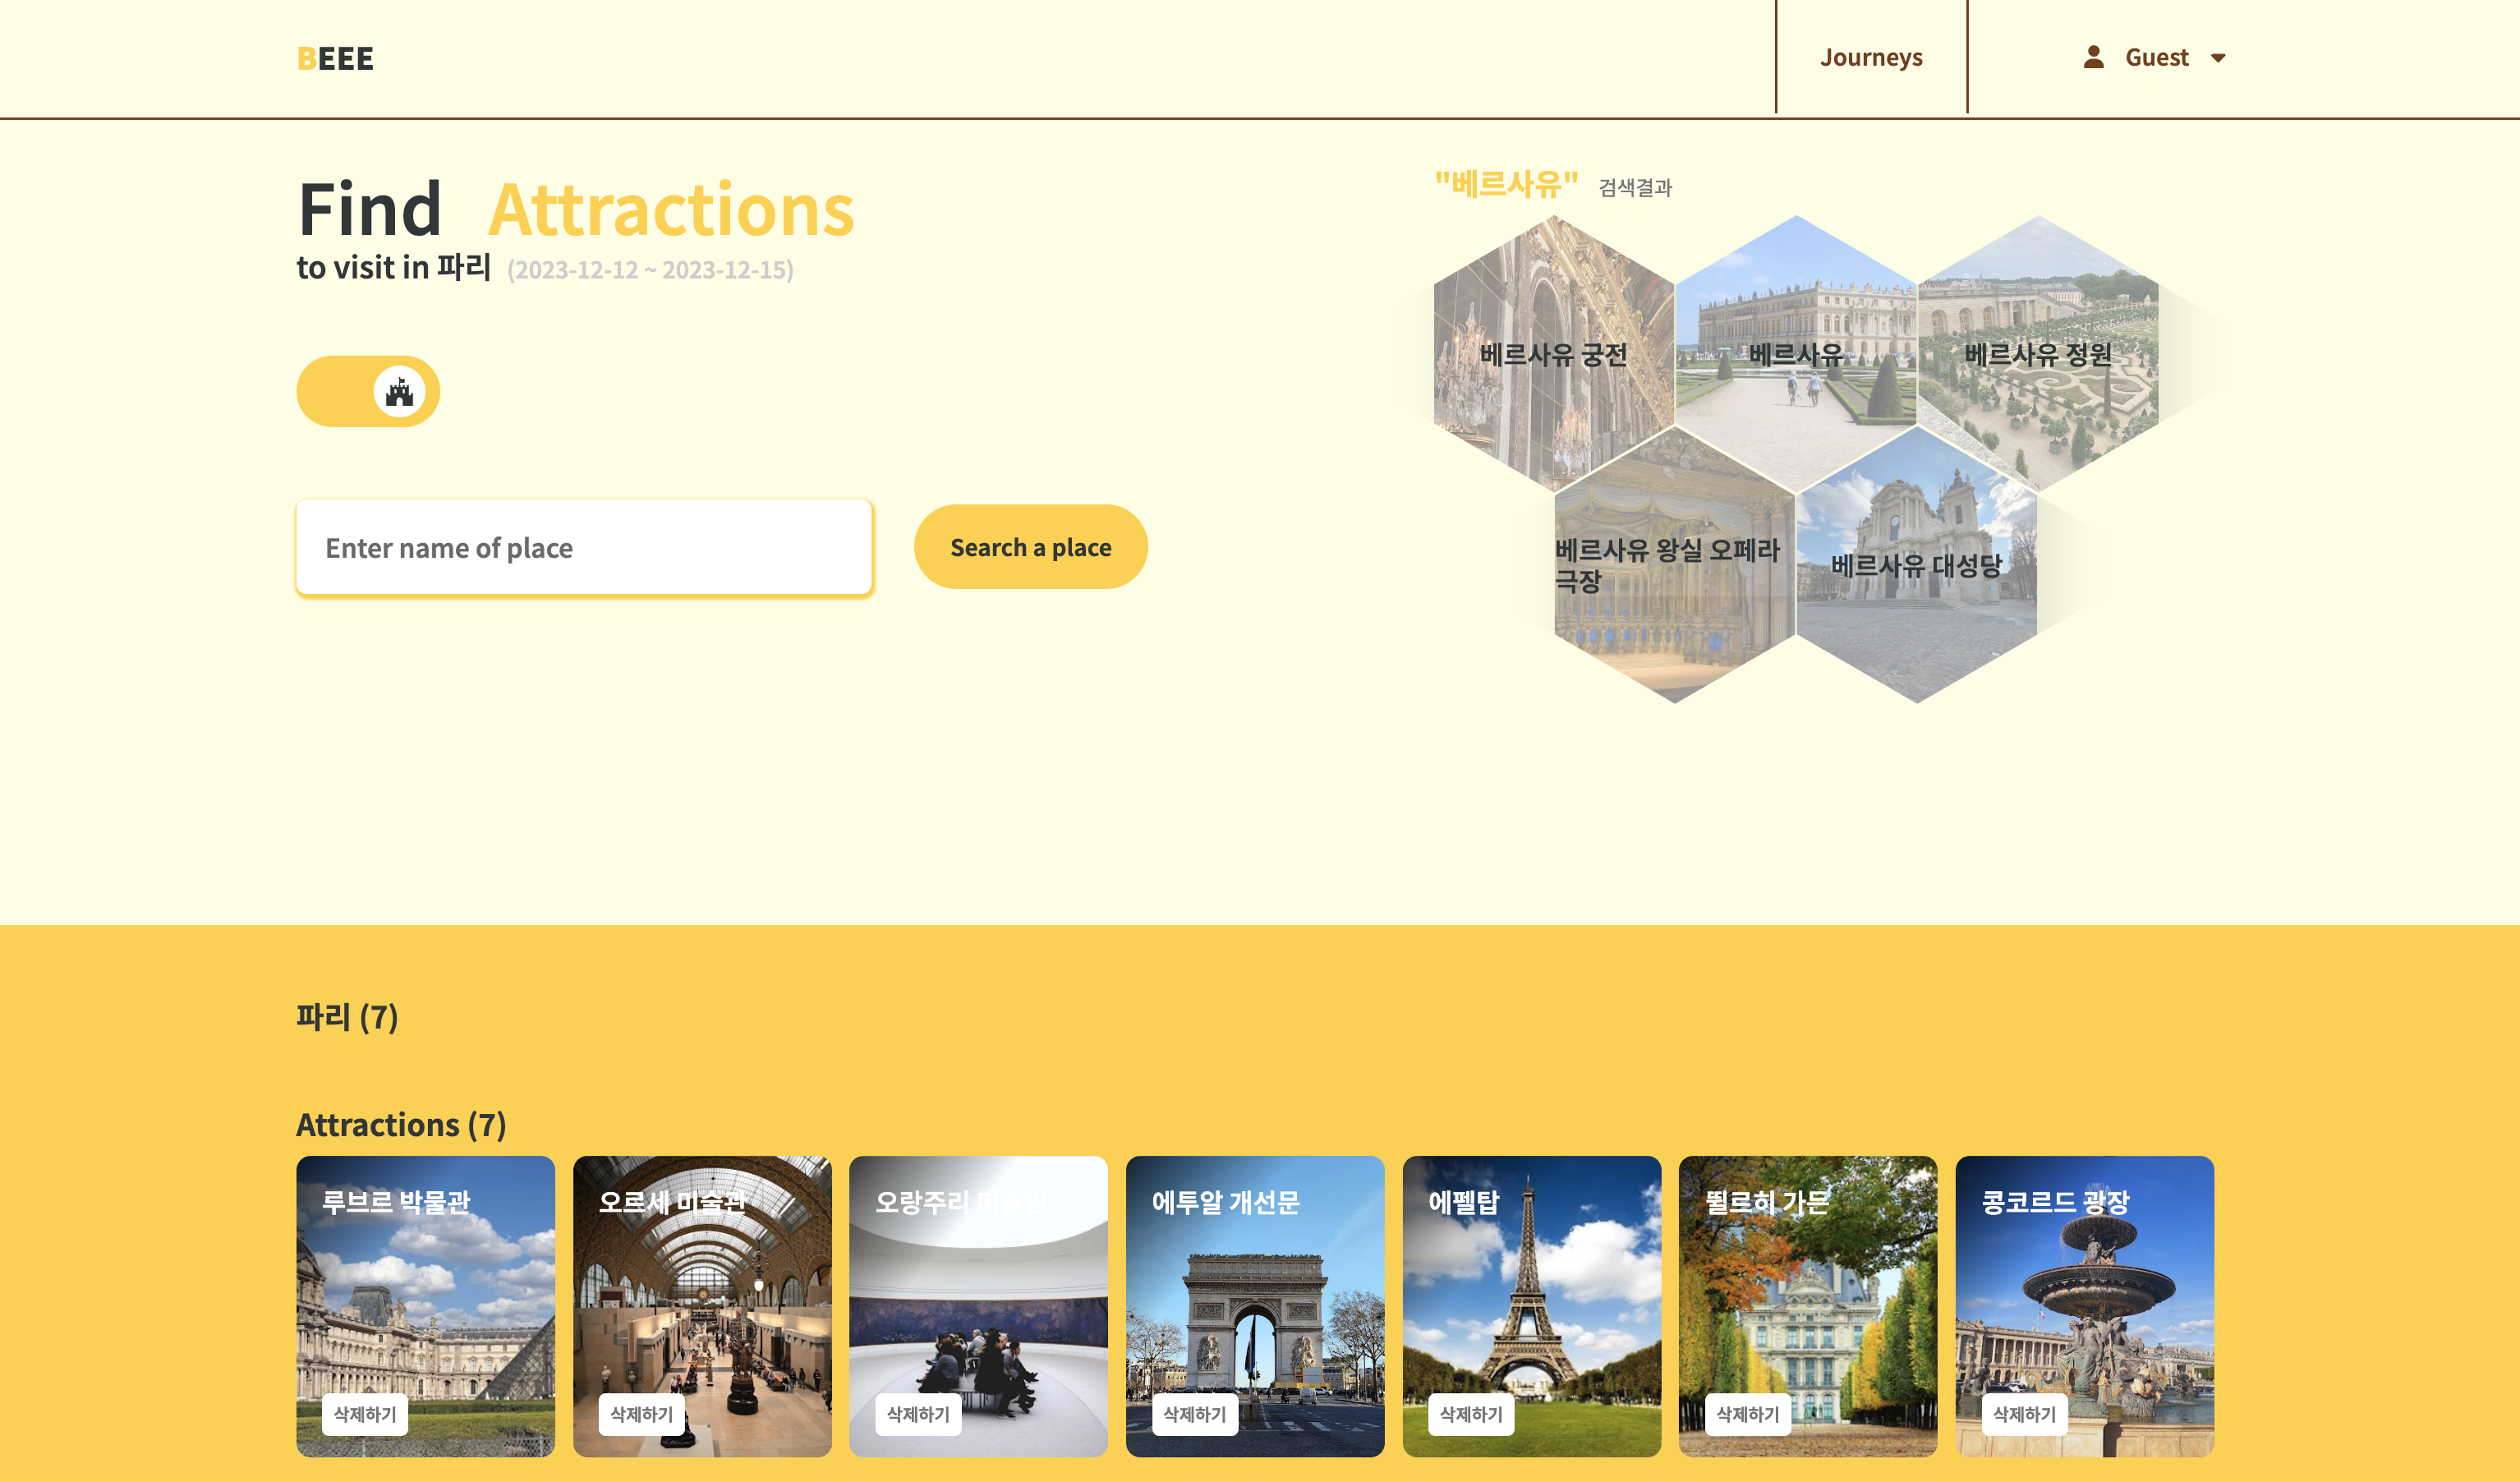 BEEE
Journeys
Guest
Find Attractions
to visit in 파리 (2023-12-12 ~ 2023-12-15)
Enter name of place
Search a place
"베르사유" 검색결과
베르사유 궁전
베르사유
베르사유 정원
베르사유 왕실 오페라
극장
베르사유 대성당
파리 (7)
Attractions (7)
루브르 박물관
오르세 미술관
오랑주리 미술관
에투알 개선문
에펠탑
뛸르히 가든
콩코르드 광장
삭제하기
삭제하기
삭제하기
삭제하기
삭제하기
삭제하기
삭제하기